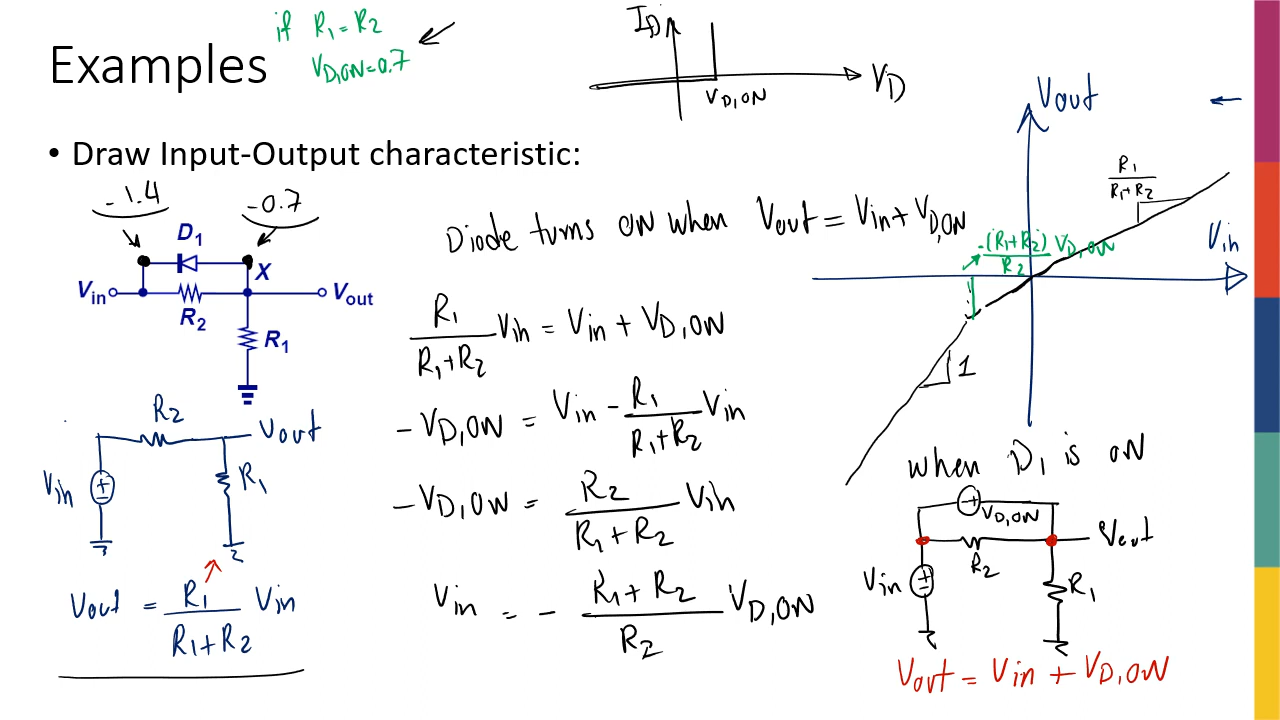 Examples
if R1 = R2
VD,ON = 0.7
ID
VD
VD,ON
• Draw Input-Output characteristic:
-1.4
-0.7
D1
X
Vin
Vout
R2
R1
Diode turns ON when Vout = Vin + VD,ON
R1/(R1+R2) Vin = Vin + VD,ON
-VD,ON = Vin - R1/(R1+R2) Vin
-VD,ON = R2/(R1+R2) Vin
Vin = - (R1+R2)/R2 VD,ON
R2
Vout
Vin
+
-
R1
Vout = R1/(R1+R2) Vin
Vout
R1/(R1+R2)
Vin
-(R1+R2)/R2 VD,ON
1
when D1 is ON
- +
VD,ON
Vout
R2
Vin
+
-
R1
Vout = Vin + VD,ON